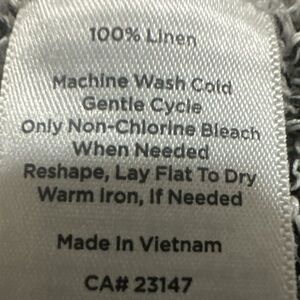 100% Linen
Machine Wash Cold
Gentle Cycle
Only Non-Chlorine Bleach
When Needed
Reshape, Lay Flat To Dry
Warm Iron, If Needed
Made In Vietnam
CA# 23147